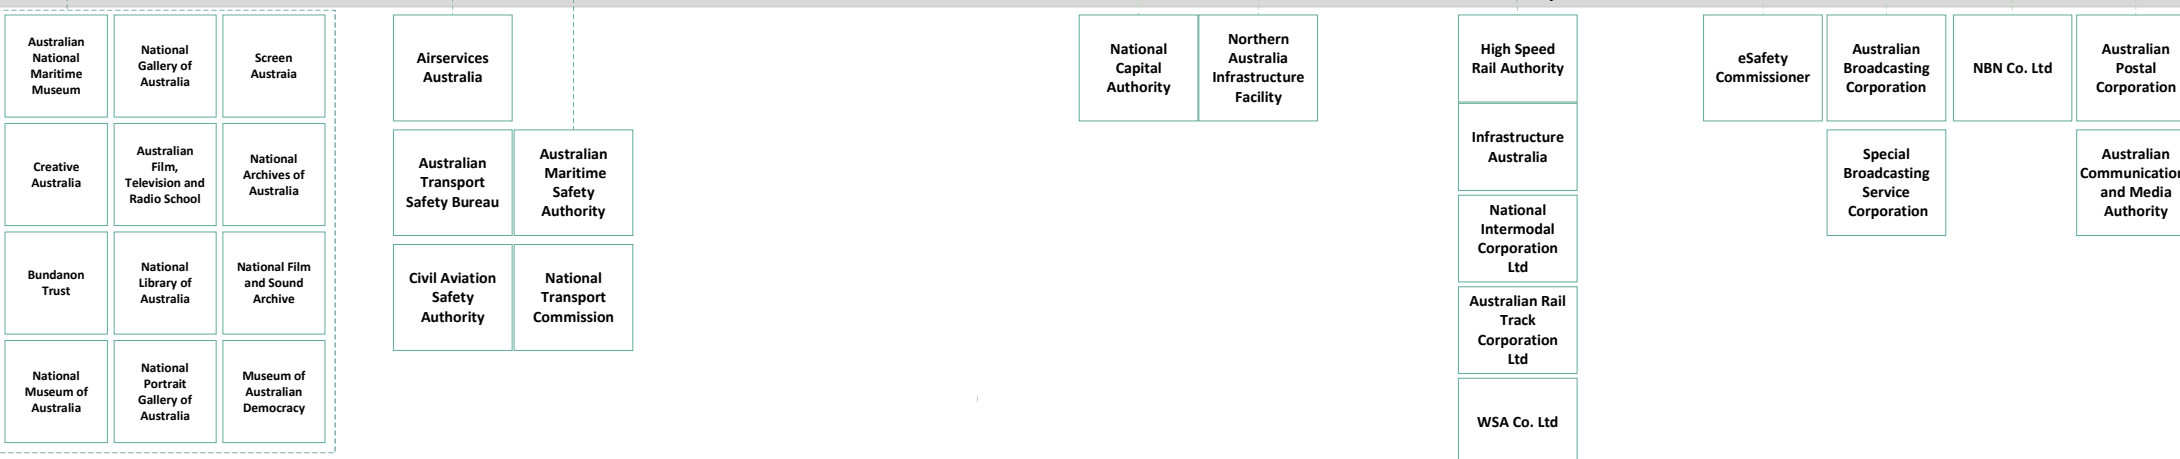 Australian
National
Maritime
Museum
National
Gallery of
Australia
Screen
Austraia
Creative
Australia
Australian
Film,
Television and
Radio School
National
Archives of
Australia
Bundanon
Trust
National
Library of
Australia
National Film
and Sound
Archive
National
Museum of
Australia
National
Portrait
Gallery of
Australia
Museum of
Australian
Democracy
Airservices
Australia
Australian
Transport
Safety Bureau
Australian
Maritime
Safety
Authority
Civil Aviation
Safety
Authority
National
Transport
Commission
National
Capital
Authority
Northern
Australia
Infrastructure
Facility
High Speed
Rail Authority
Infrastructure
Australia
National
Intermodal
Corporation
Ltd
Australian Rail
Track
Corporation
Ltd
WSA Co. Ltd
eSafety
Commissioner
Australian
Broadcasting
Corporation
Special
Broadcasting
Service
Corporation
NBN Co. Ltd
Australian
Postal
Corporation
Australian
Communication
and Media
Authority